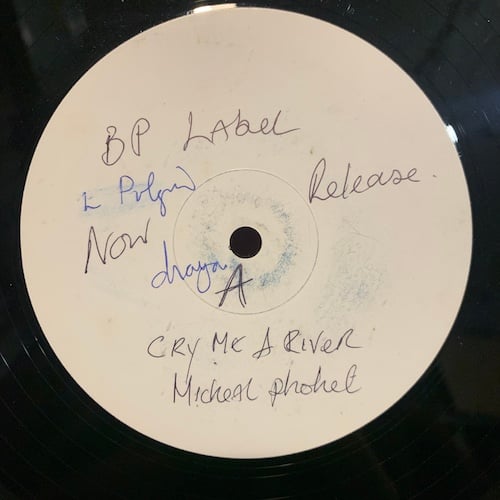 BP Label
Release.
Now
A
CRY ME A RIVER
Micheal Prophet